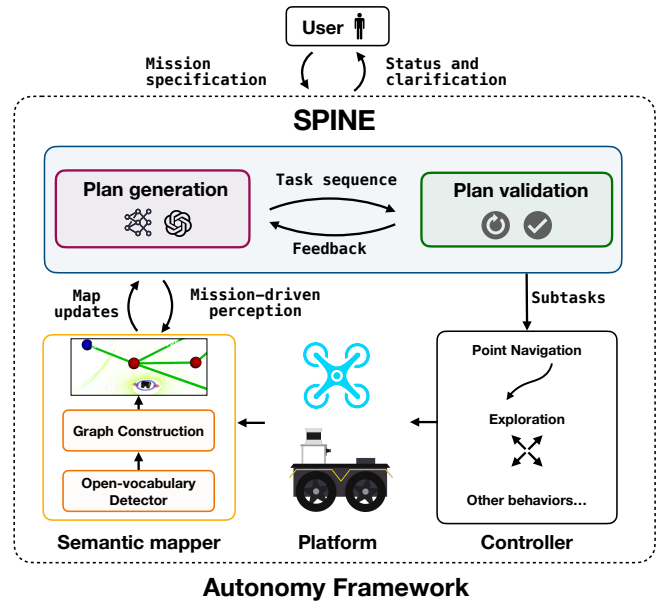 User
Mission
specification
Status and
clarification
SPINE
Plan generation
Task sequence
Feedback
Plan validation
Map
updates
Mission-driven
perception
Subtasks
Graph Construction
Open-vocabulary
Detector
Point Navigation
Exploration
Other behaviors...
Semantic mapper
Platform
Controller
Autonomy Framework